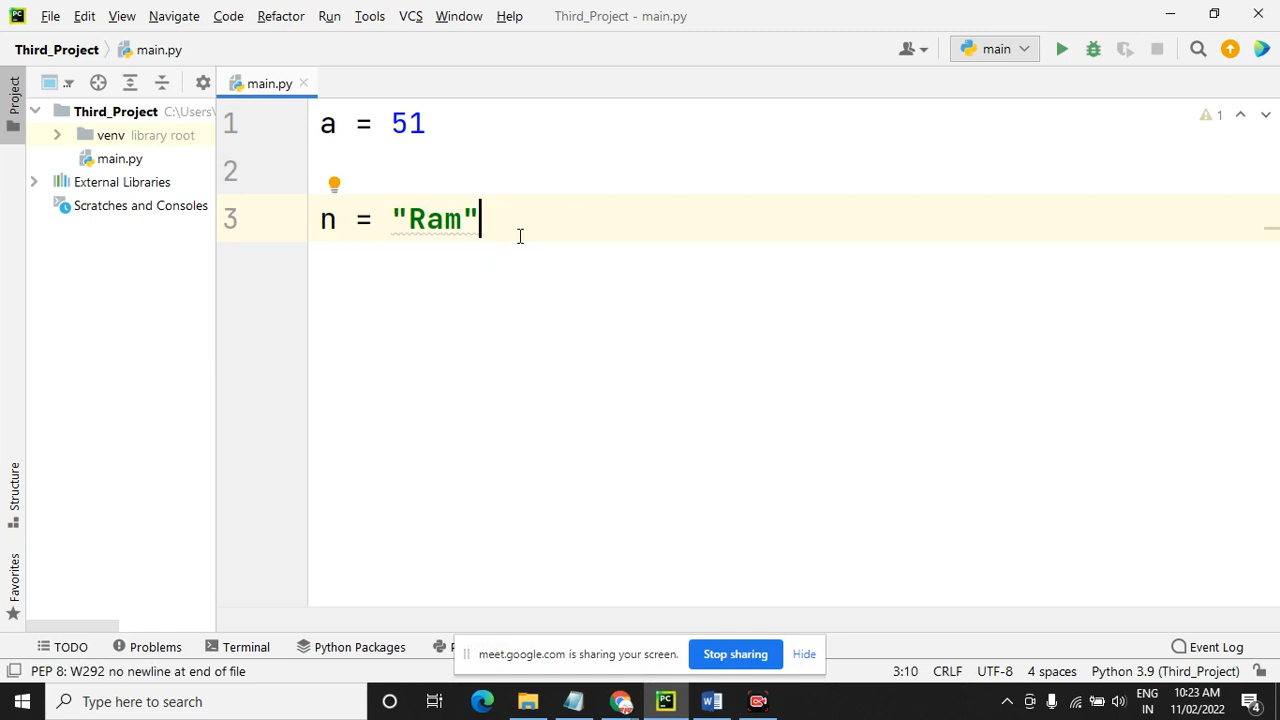 File Edit View Navigate Code Refactor Run Tools VCS Window Help Third_Project - main.py
Third_Project main.py main
Project
main.py
Third_Project C:\Users\
venv library root
main.py
External Libraries
Scratches and Consoles
1 a = 51
2
3 n = "Ram"
1
Structure
Favorites
TODO Problems Terminal Python Packages Event Log
meet.google.com is sharing your screen. Stop sharing Hide
PEP 8: W292 no newline at end of file 3:10 CRLF UTF-8 4 spaces Python 3.9 (Third_Project)
Type here to search
ENG 10:23 AM
IN 11/02/2022
4